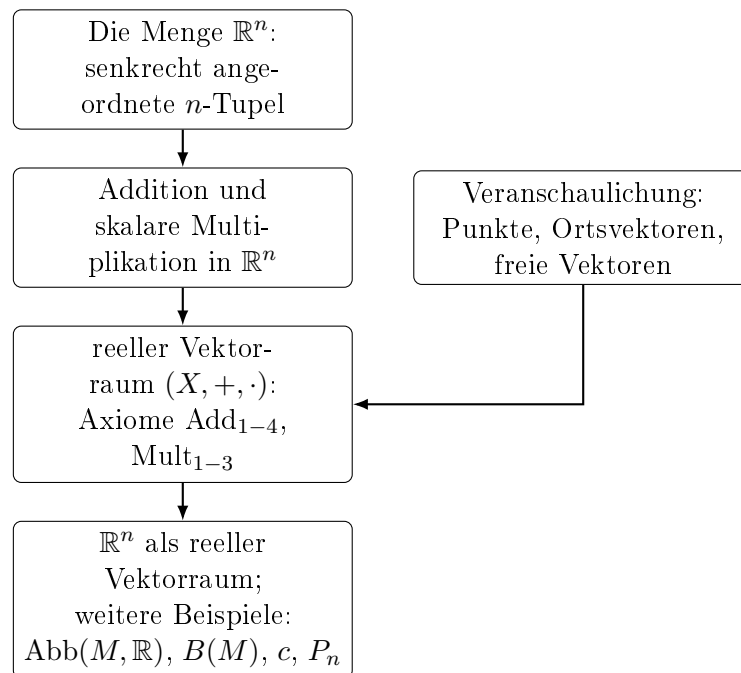 Die Menge ℝⁿ:
senkrecht ange-
ordnete n-Tupel
Addition und
skalare Multi-
plikation in ℝⁿ
Veranschaulichung:
Punkte, Ortsvektoren,
freie Vektoren
reeller Vektor-
raum (X, +, ·):
Axiome Add₁₋₄,
Mult₁₋₃
ℝⁿ als reeller
Vektorraum;
weitere Beispiele:
Abb(M, ℝ), B(M), c, Pₙ